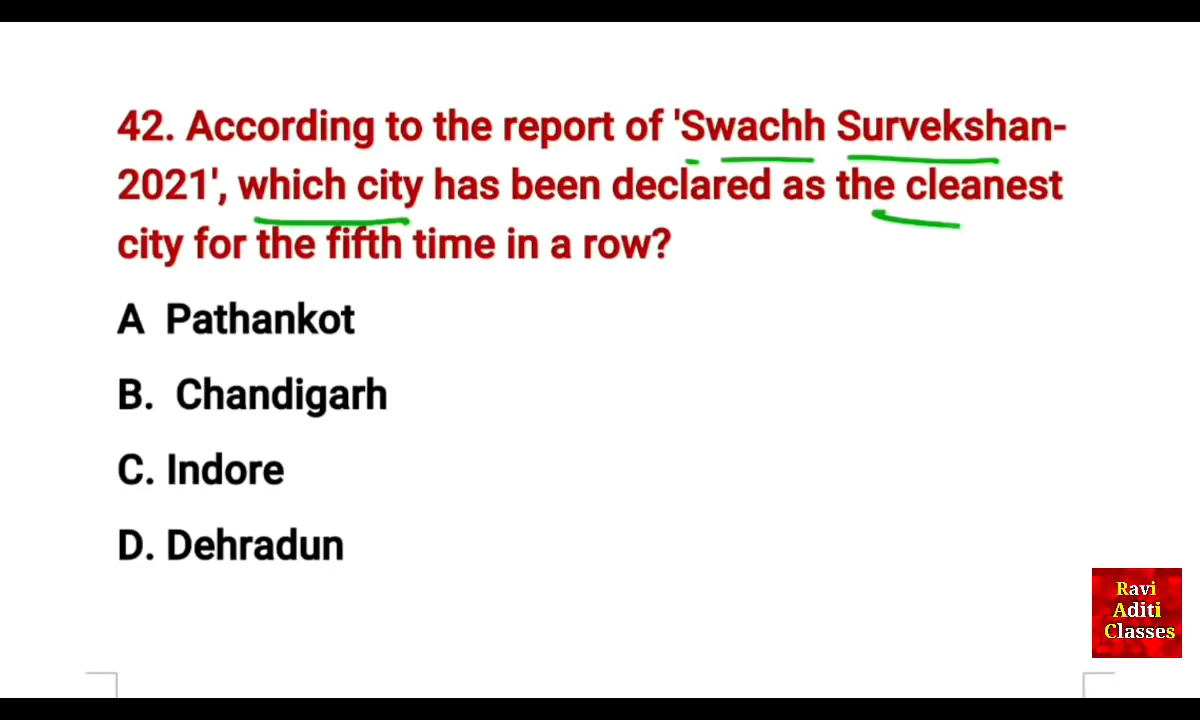 42. According to the report of 'Swachh Survekshan-
2021', which city has been declared as the cleanest
city for the fifth time in a row?
A  Pathankot
B.  Chandigarh
C. Indore
D. Dehradun
Ravi
Aditi
Classes